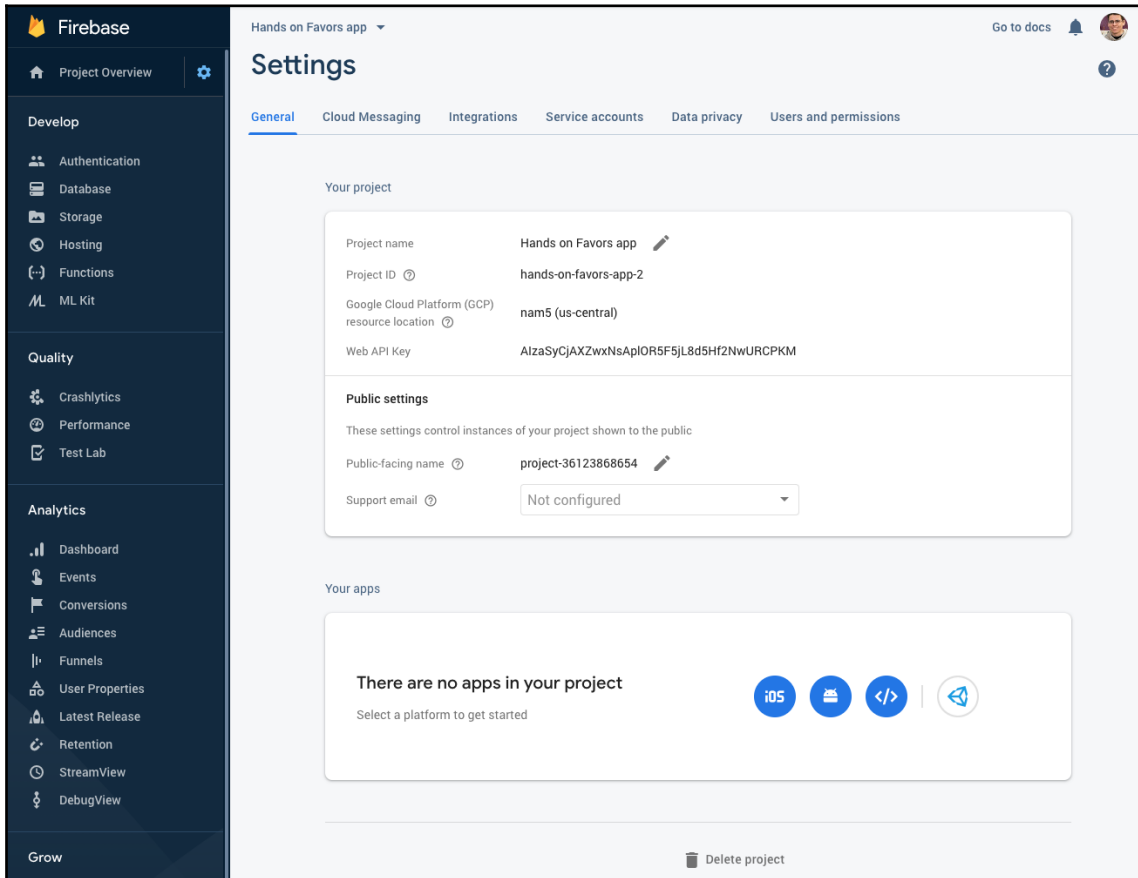 Firebase
Project Overview
Develop
Authentication
Database
Storage
Hosting
Functions
ML Kit
Quality
Crashlytics
Performance
Test Lab
Analytics
Dashboard
Events
Conversions
Audiences
Funnels
User Properties
Latest Release
Retention
StreamView
DebugView
Grow
Hands on Favors app
Go to docs
Settings
General Cloud Messaging Integrations Service accounts Data privacy Users and permissions
Your project
Project name Hands on Favors app
Project ID hands-on-favors-app-2
Google Cloud Platform (GCP)
resource location nam5 (us-central)
Web API Key AIzaSyCjAXZwxNsAplOR5F5jL8d5Hf2NwURCPKM
Public settings
These settings control instances of your project shown to the public
Public-facing name project-36123868654
Support email Not configured
Your apps
There are no apps in your project
Select a platform to get started
iOS
Delete project